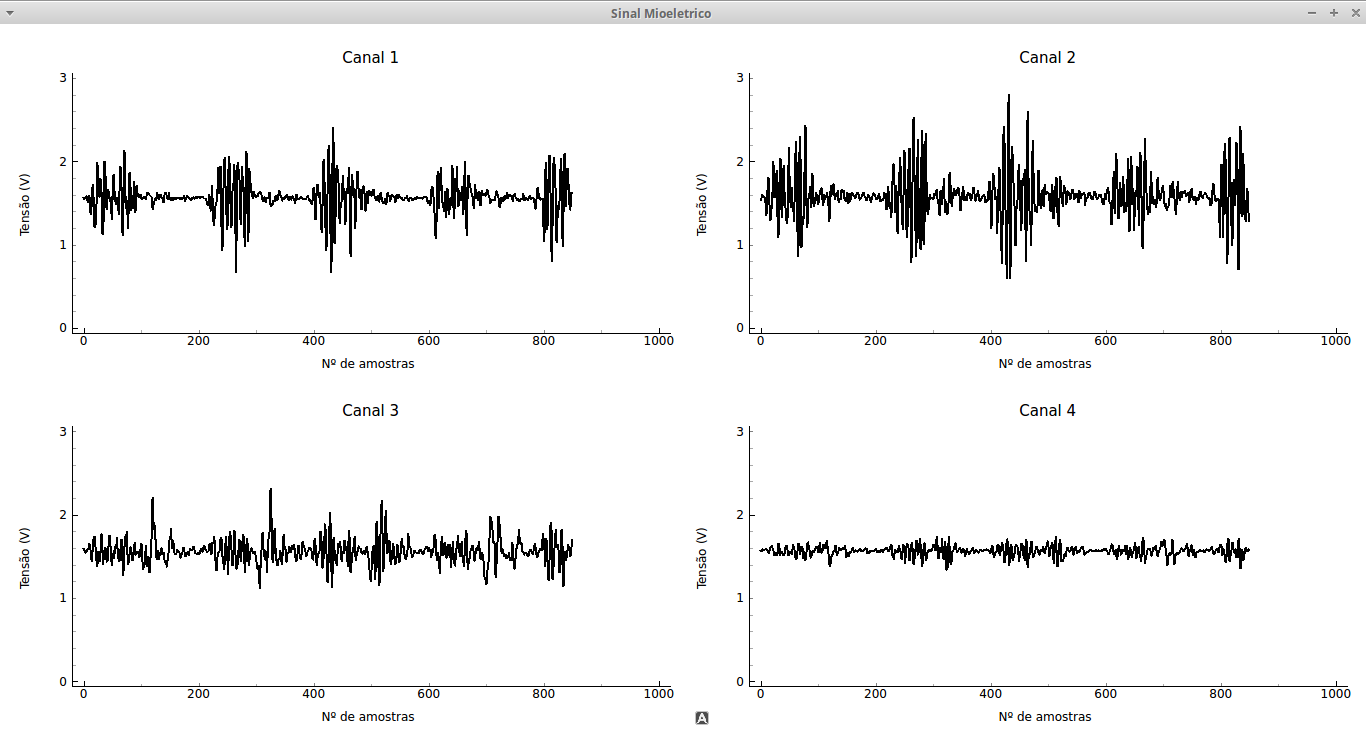 Sinal Mioeletrico
Canal 1
3
2
1
0
Tensão (V)
0 200 400 600 800 1000
Nº de amostras
Canal 2
3
2
1
0
Tensão (V)
0 200 400 600 800 1000
Nº de amostras
Canal 3
3
2
1
0
Tensão (V)
0 200 400 600 800 1000
Nº de amostras
Canal 4
3
2
1
0
Tensão (V)
0 200 400 600 800 1000
Nº de amostras
A